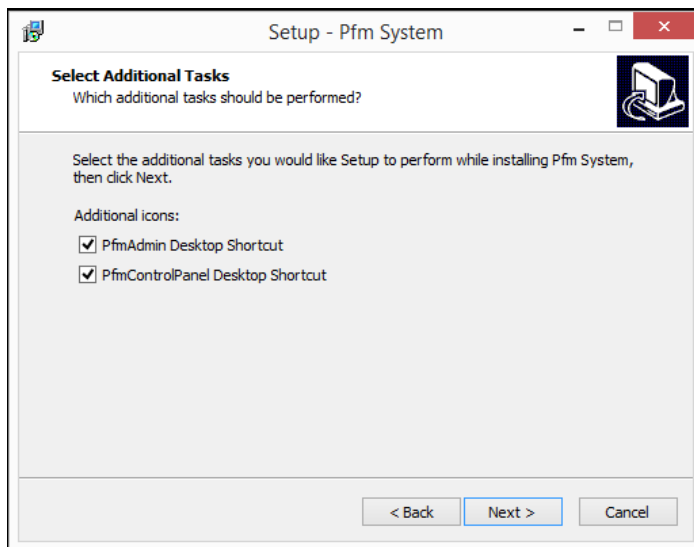 Setup - Pfm System
Select Additional Tasks
Which additional tasks should be performed?
Select the additional tasks you would like Setup to perform while installing Pfm System,
then click Next.
Additional icons:
PfmAdmin Desktop Shortcut
PfmControlPanel Desktop Shortcut
< Back
Next >
Cancel